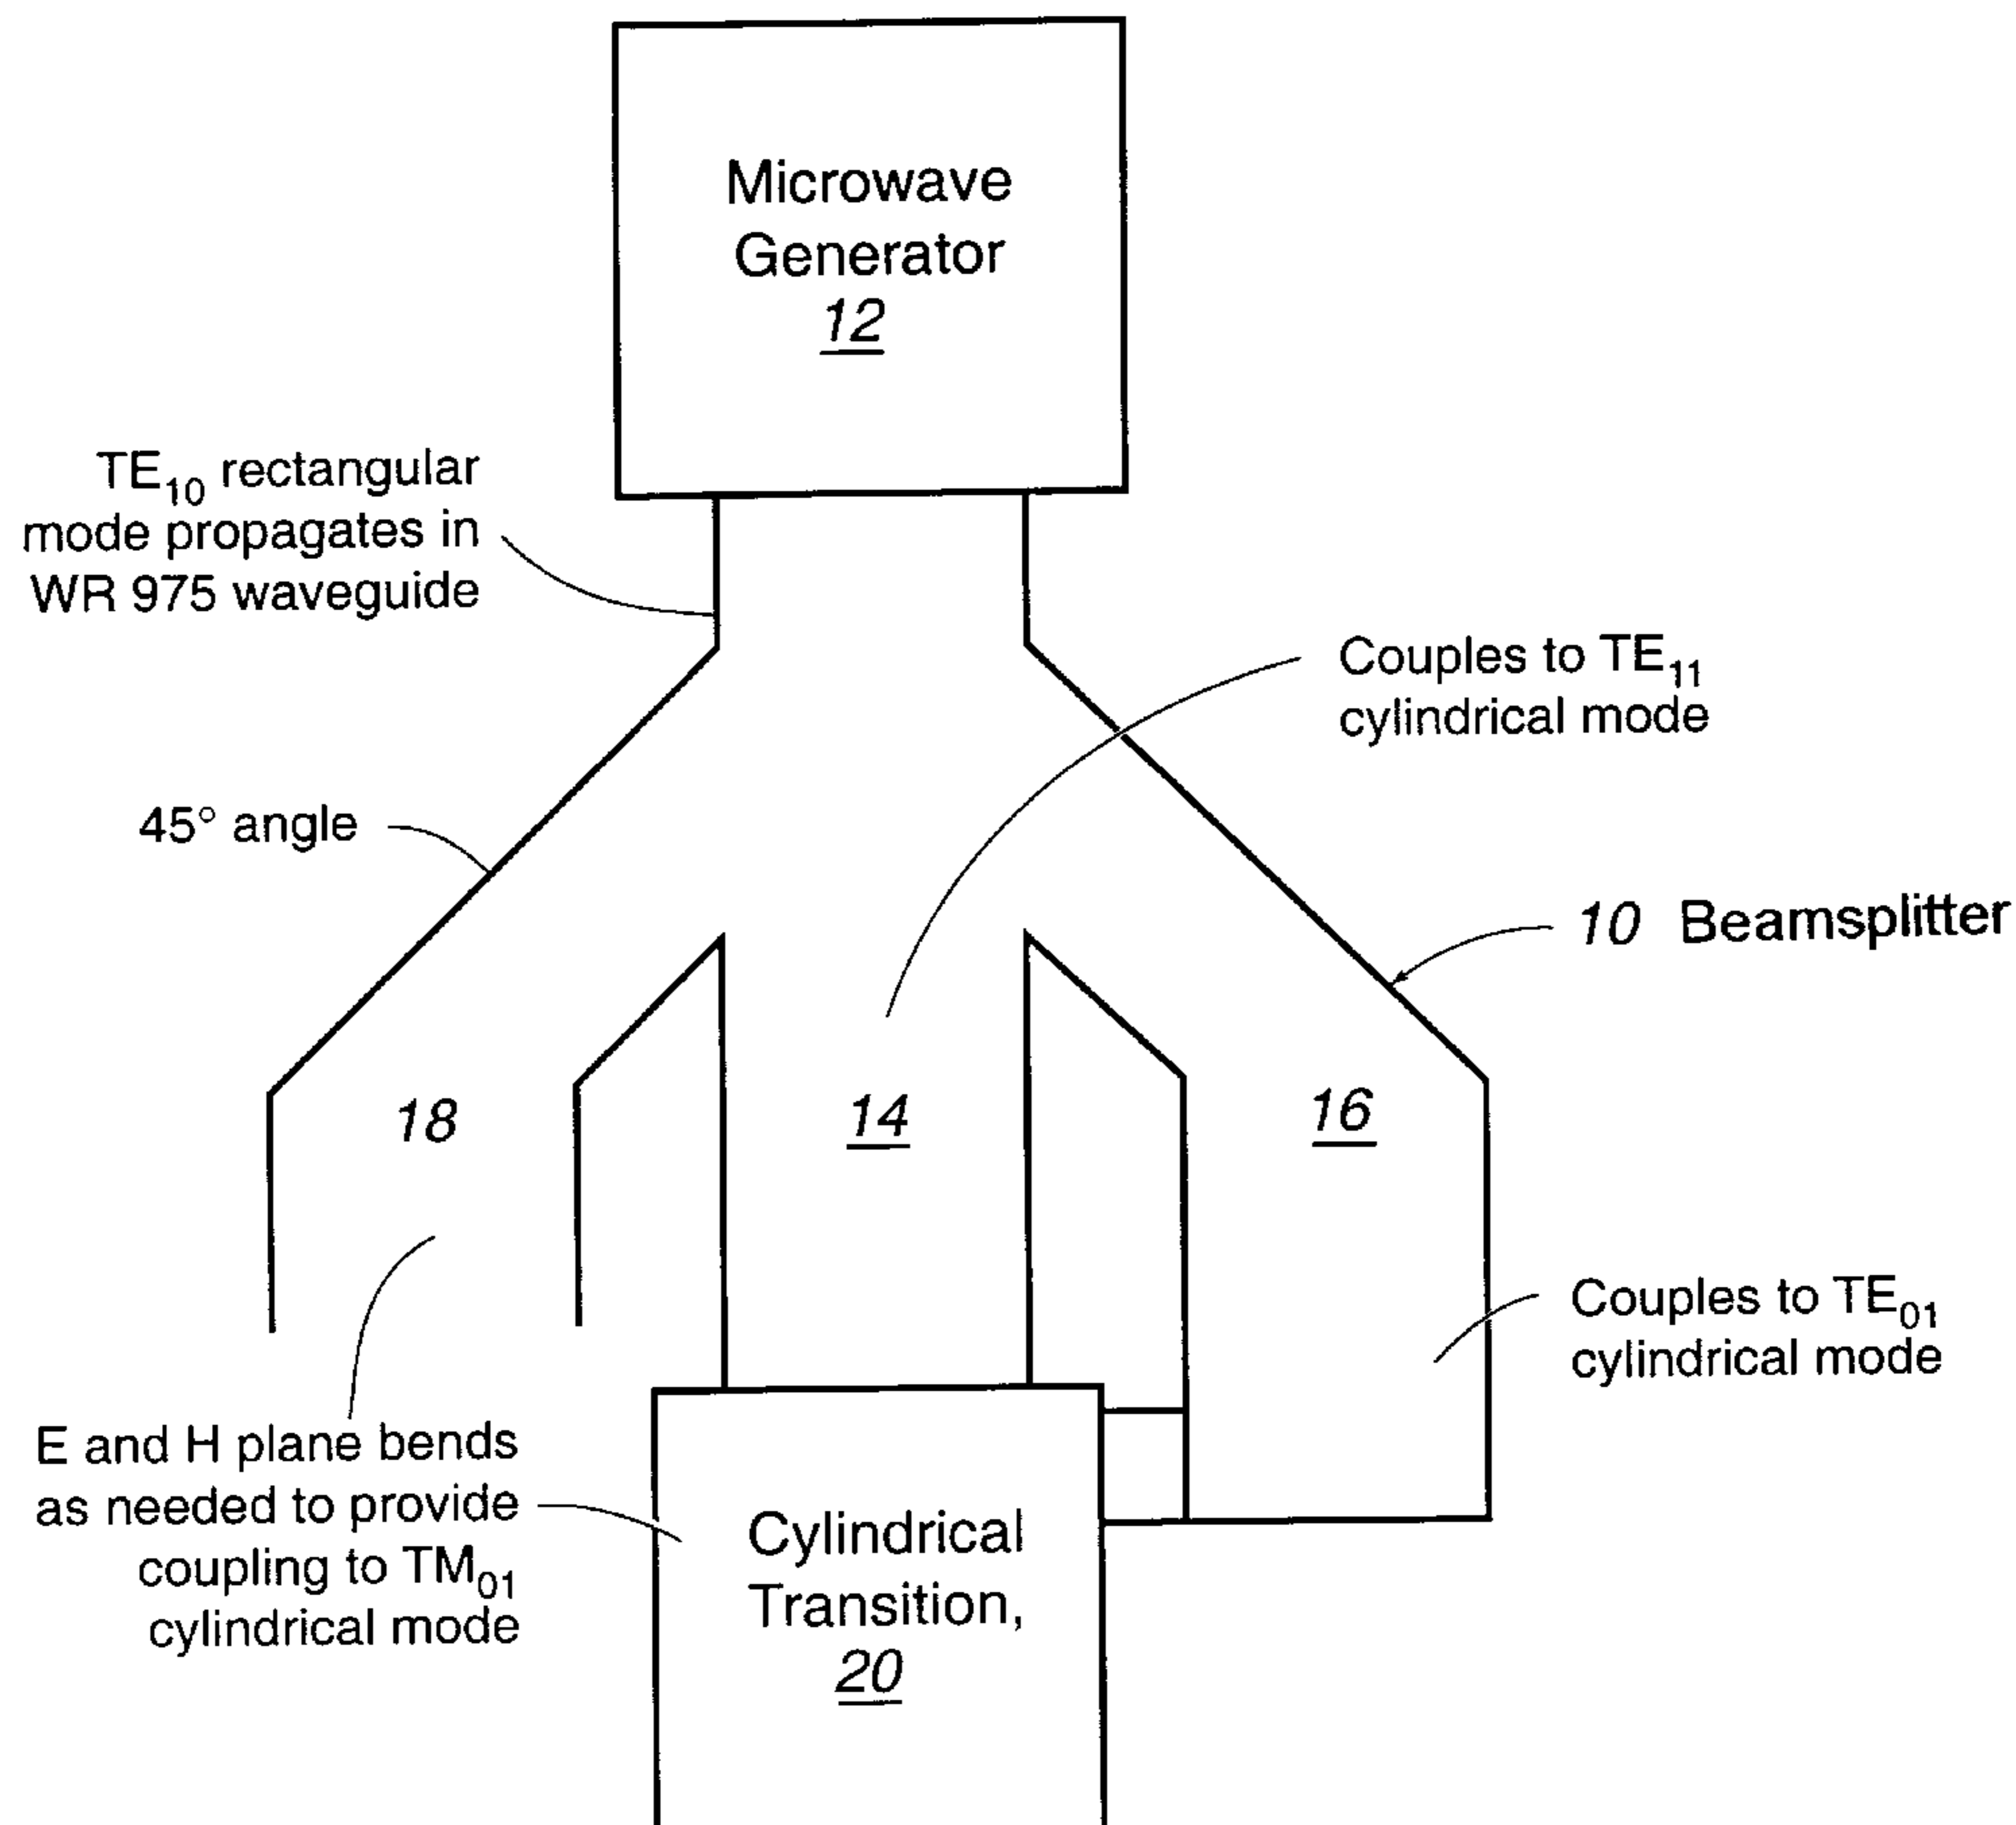 Microwave
Generator
12
TE₁₀ rectangular
mode propagates in
WR 975 waveguide
Couples to TE₁₁
cylindrical mode
45° angle
10 Beamsplitter
18
14
16
Couples to TE₀₁
cylindrical mode
E and H plane bends
as needed to provide
coupling to TM₀₁
cylindrical mode
Cylindrical
Transition,
20